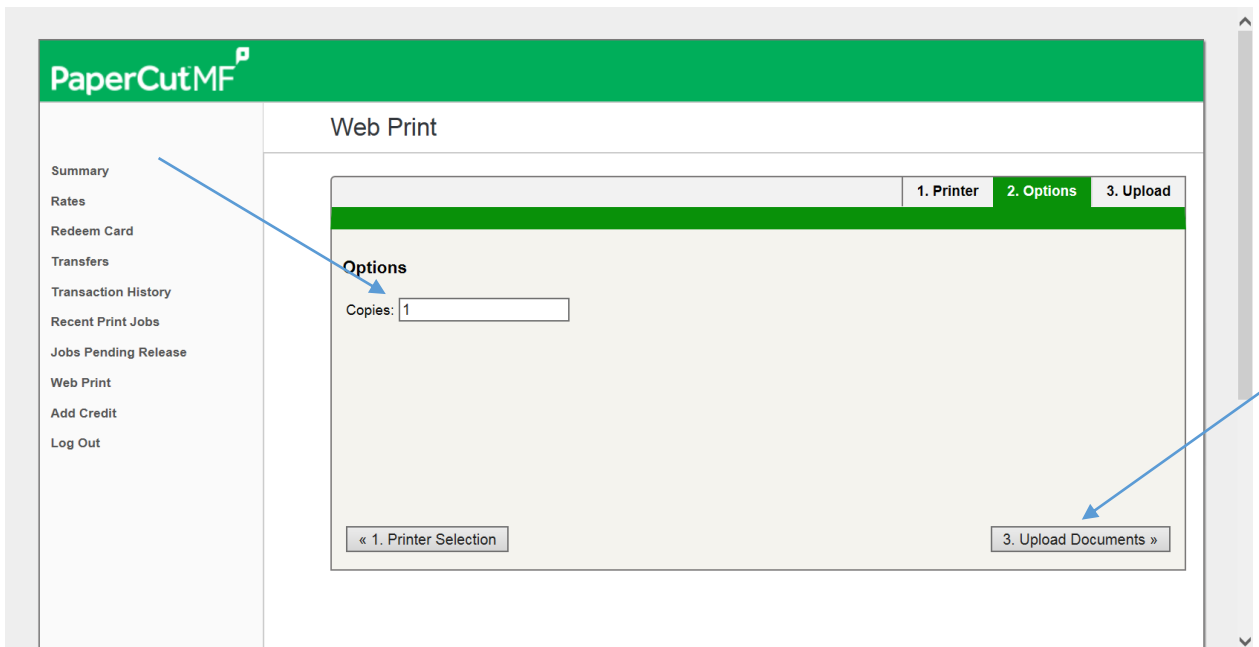 PaperCutMF
Web Print
Summary
Rates
Redeem Card
Transfers
Transaction History
Recent Print Jobs
Jobs Pending Release
Web Print
Add Credit
Log Out
1. Printer 2. Options 3. Upload
Options
Copies: 1
« 1. Printer Selection 3. Upload Documents »